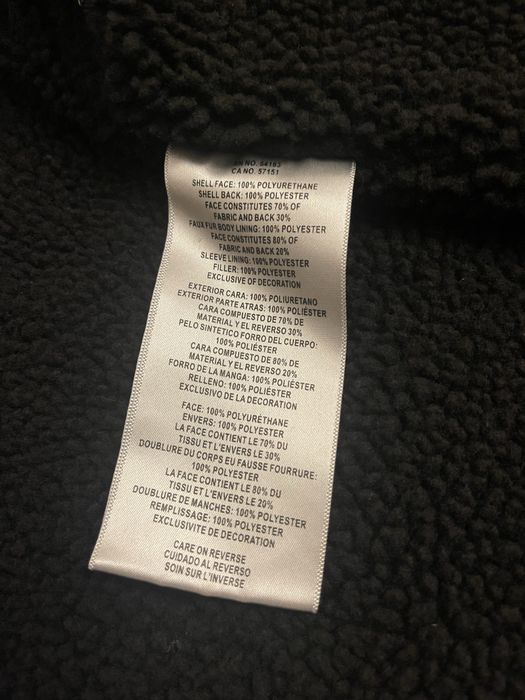 RN NO. 54163
CA NO. 57151
SHELL FACE: 100% POLYURETHANE
SHELL BACK: 100% POLYESTER
FACE CONSTITUTES 70% OF
FABRIC AND BACK 30%
FAUX FUR BODY LINING: 100% POLYESTER
FACE CONSTITUTES 80% OF
FABRIC AND BACK 20%
SLEEVE LINING: 100% POLYESTER
FILLER: 100% POLYESTER
EXCLUSIVE OF DECORATION
EXTERIOR CARA: 100% POLIURETANO
EXTERIOR PARTE ATRAS: 100% POLIÉSTER
CARA COMPUESTO DE 70% DE
MATERIAL Y EL REVERSO 30%
PELO SINTETICO FORRO DEL CUERPO:
100% POLIÉSTER
CARA COMPUESTO DE 80% DE
MATERIAL Y EL REVERSO 20%
FORRO DE LA MANGA: 100% POLIÉSTER
RELLENO: 100% POLIÉSTER
EXCLUSIVO DE LA DECORATION
FACE: 100% POLYURÉTHANE
ENVERS: 100% POLYESTER
LA FACE CONTIENT LE 70% DU
TISSU ET L'ENVERS LE 30%
DOUBLURE DU CORPS EU FAUSSE FOURRURE:
100% POLYESTER
LA FACE CONTIENT LE 80% DU
TISSU ET L'ENVERS LE 20%
DOUBLURE DE MANCHES: 100% POLYESTER
REMPLISSAGE: 100% POLYESTER
EXCLUSIVITE DE DECORATION
CARE ON REVERSE
CUIDADO AL REVERSO
SOIN SUR L'INVERSE